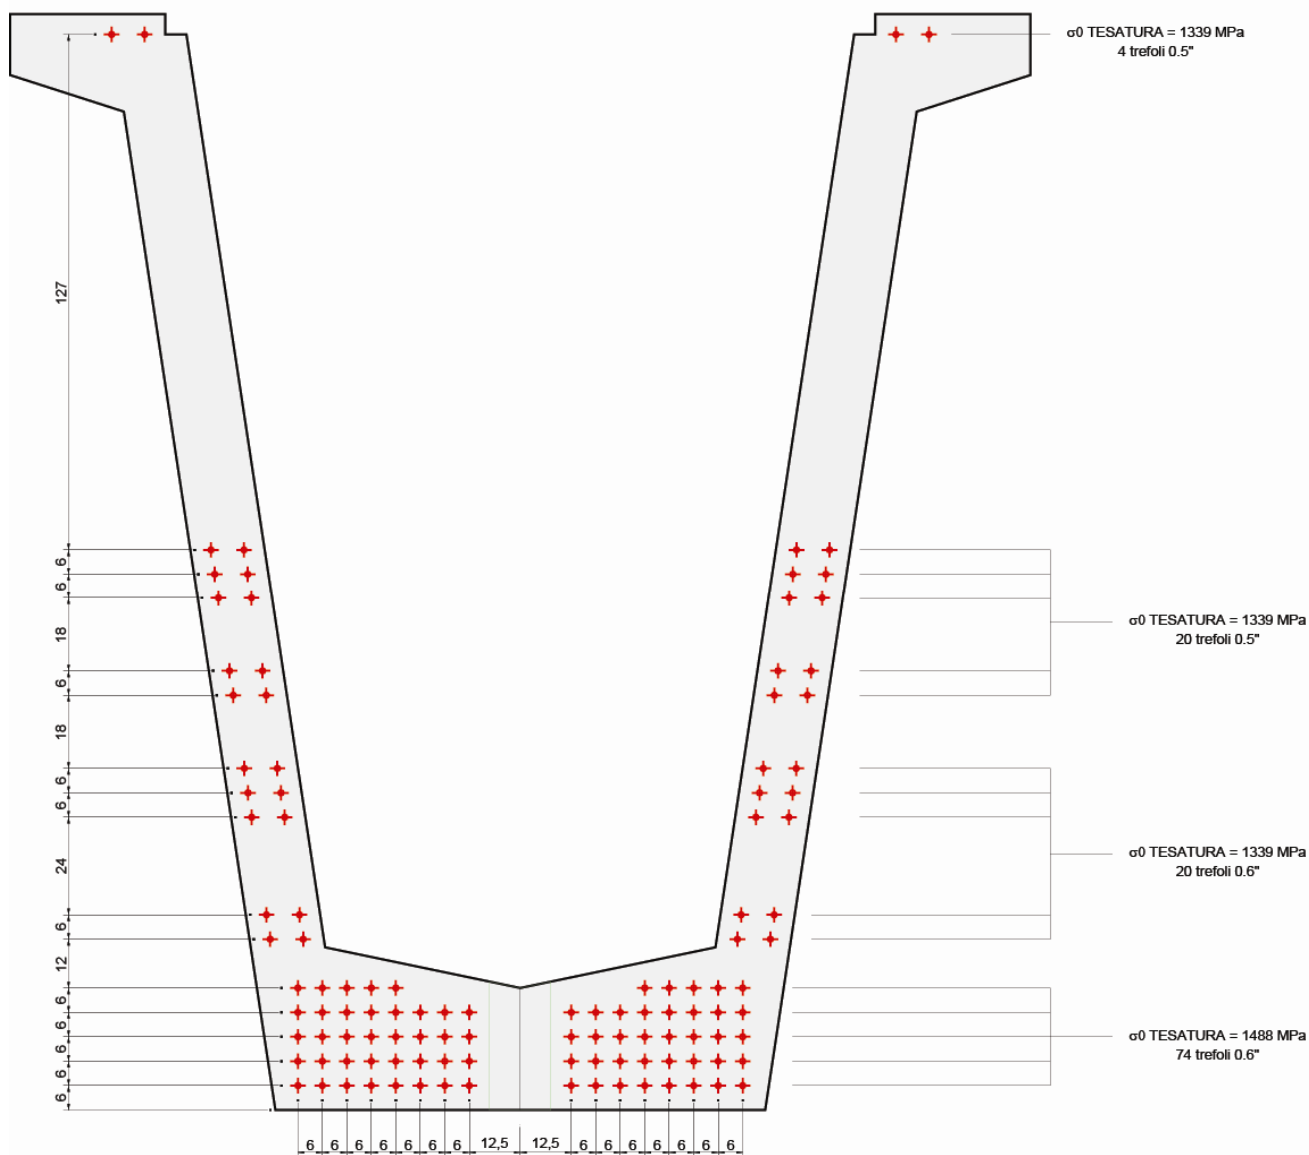 σ0 TESATURA = 1339 MPa
4 trefoli 0.5"
127
6
6
18
6
18
6
6
24
6
12
6
6
6
6
6
σ0 TESATURA = 1339 MPa
20 trefoli 0.5"
σ0 TESATURA = 1339 MPa
20 trefoli 0.6"
σ0 TESATURA = 1488 MPa
74 trefoli 0.6"
6 6 6 6 6 6 6 12,5 12,5 6 6 6 6 6 6 6